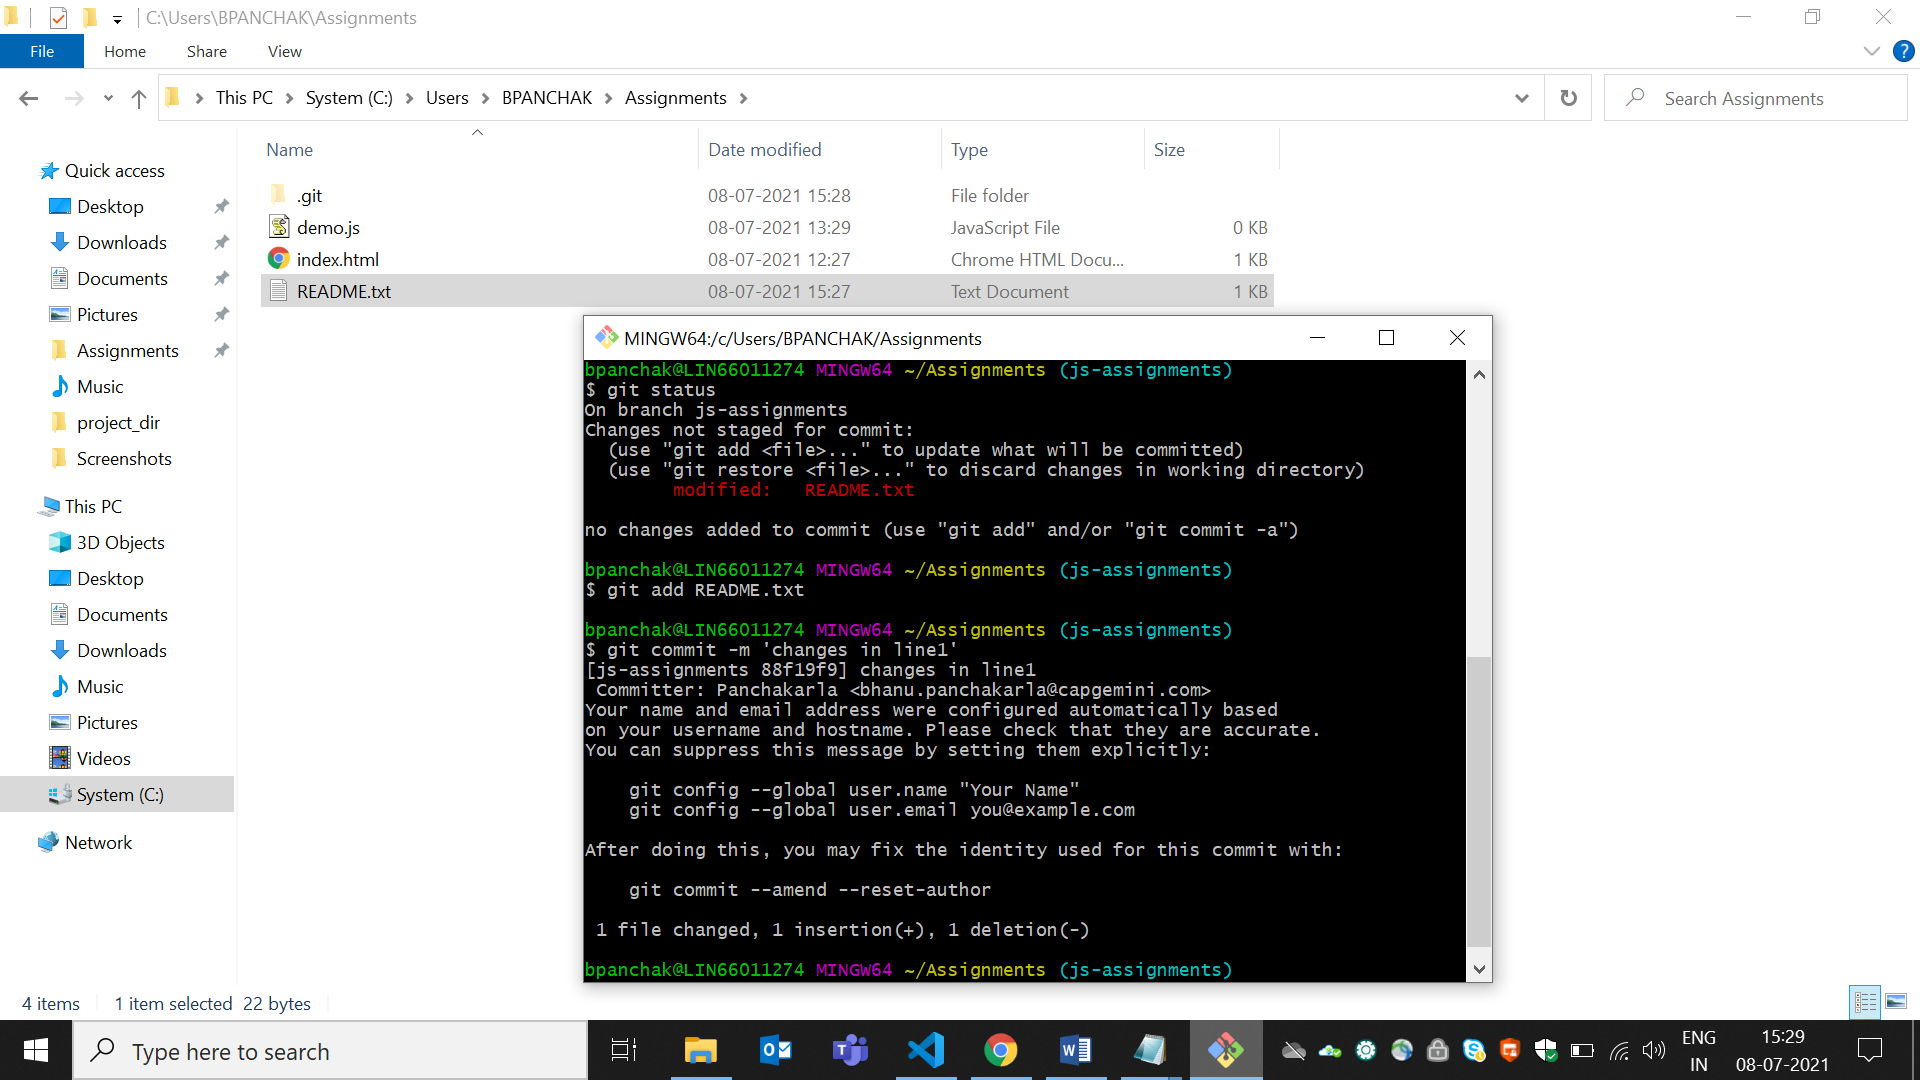 C:\Users\BPANCHAK\Assignments
File Home Share View
This PC System (C:) Users BPANCHAK Assignments
Search Assignments
Name Date modified Type Size
.git 08-07-2021 15:28 File folder
demo.js 08-07-2021 13:29 JavaScript File 0 KB
index.html 08-07-2021 12:27 Chrome HTML Docu... 1 KB
README.txt 08-07-2021 15:27 Text Document 1 KB
Quick access
Desktop
Downloads
Documents
Pictures
Assignments
Music
project_dir
Screenshots
This PC
3D Objects
Desktop
Documents
Downloads
Music
Pictures
Videos
System (C:)
Network
MINGW64:/c/Users/BPANCHAK/Assignments
bpanchak@LIN66011274 MINGW64 ~/Assignments (js-assignments)
$ git status
On branch js-assignments
Changes not staged for commit:
(use "git add <file>..." to update what will be committed)
(use "git restore <file>..." to discard changes in working directory)
modified: README.txt
no changes added to commit (use "git add" and/or "git commit -a")
bpanchak@LIN66011274 MINGW64 ~/Assignments (js-assignments)
$ git add README.txt
bpanchak@LIN66011274 MINGW64 ~/Assignments (js-assignments)
$ git commit -m 'changes in line1'
[js-assignments 88f19f9] changes in line1
Committer: Panchakarla <bhanu.panchakarla@capgemini.com>
Your name and email address were configured automatically based
on your username and hostname. Please check that they are accurate.
You can suppress this message by setting them explicitly:
git config --global user.name "Your Name"
git config --global user.email you@example.com
After doing this, you may fix the identity used for this commit with:
git commit --amend --reset-author
1 file changed, 1 insertion(+), 1 deletion(-)
bpanchak@LIN66011274 MINGW64 ~/Assignments (js-assignments)
4 items 1 item selected 22 bytes
Type here to search
ENG
IN
15:29
08-07-2021